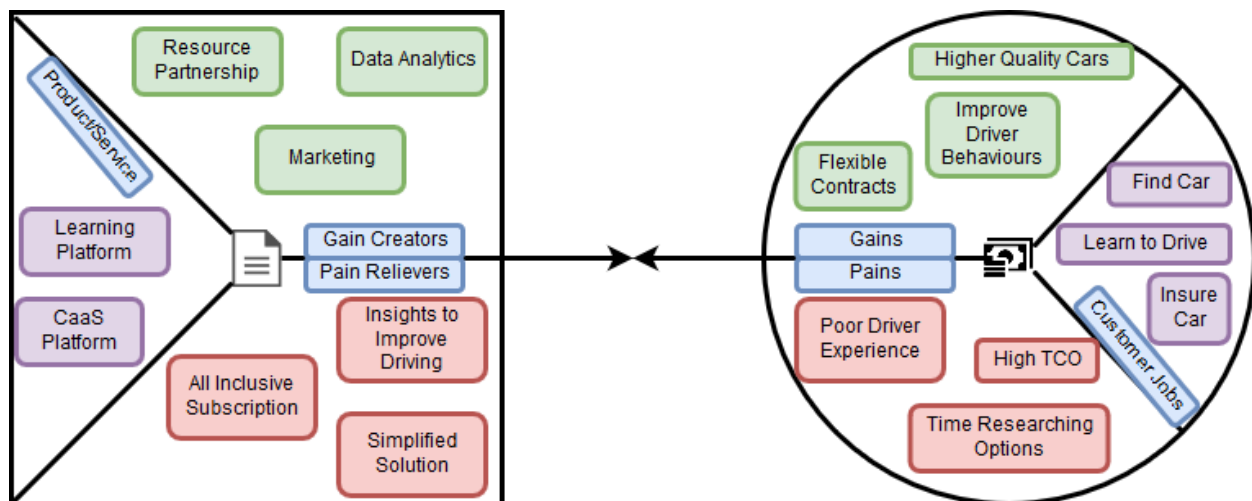 Resource
Partnership
Data Analytics
Marketing
Product/Service
Learning
Platform
CaaS
Platform
Gain Creators
Pain Relievers
Insights to
Improve
Driving
All Inclusive
Subscription
Simplified
Solution
Higher Quality Cars
Improve
Driver
Behaviours
Flexible
Contracts
Find Car
Learn to Drive
Insure
Car
Gains
Pains
Customer Jobs
Poor Driver
Experience
High TCO
Time Researching
Options